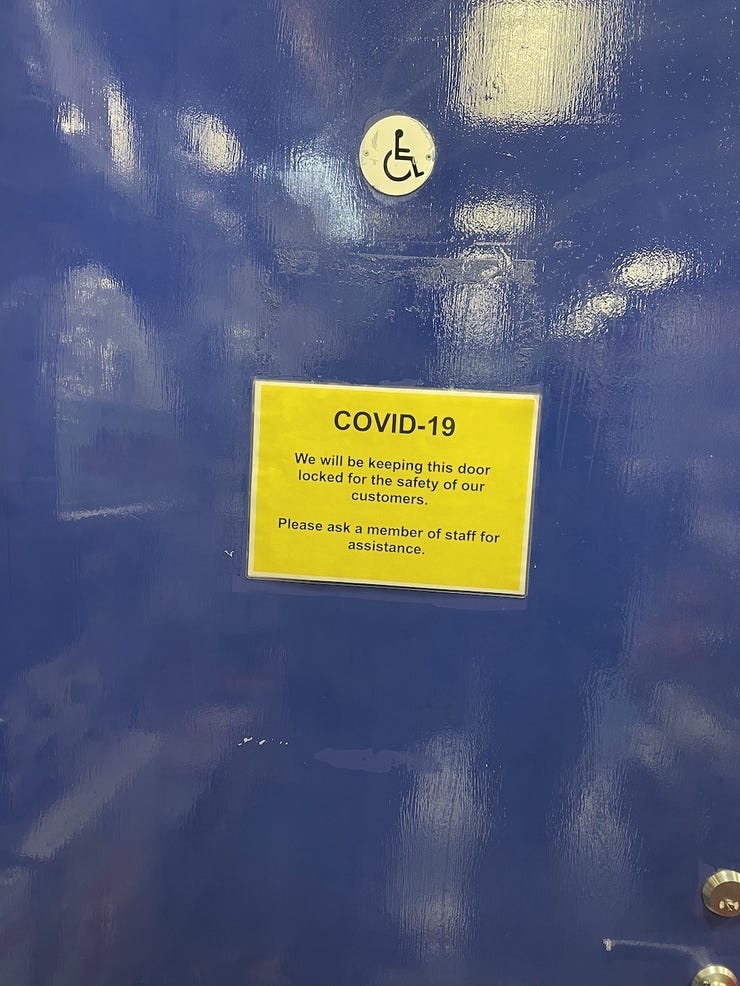 COVID-19
We will be keeping this door
locked for the safety of our
customers.
Please ask a member of staff for
assistance.